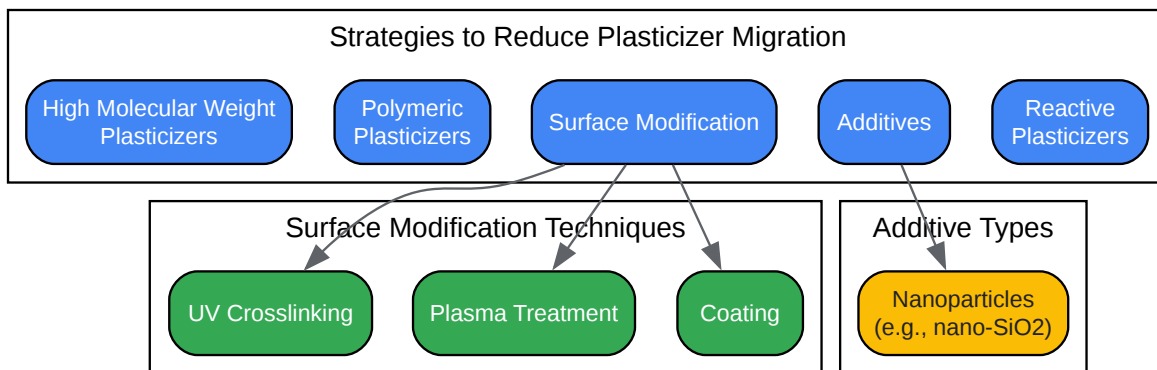 Strategies to Reduce Plasticizer Migration
High Molecular Weight
Plasticizers
Polymeric
Plasticizers
Surface Modification
Additives
Reactive
Plasticizers
Surface Modification Techniques
Additive Types
UV Crosslinking
Plasma Treatment
Coating
Nanoparticles
(e.g., nano-SiO2)